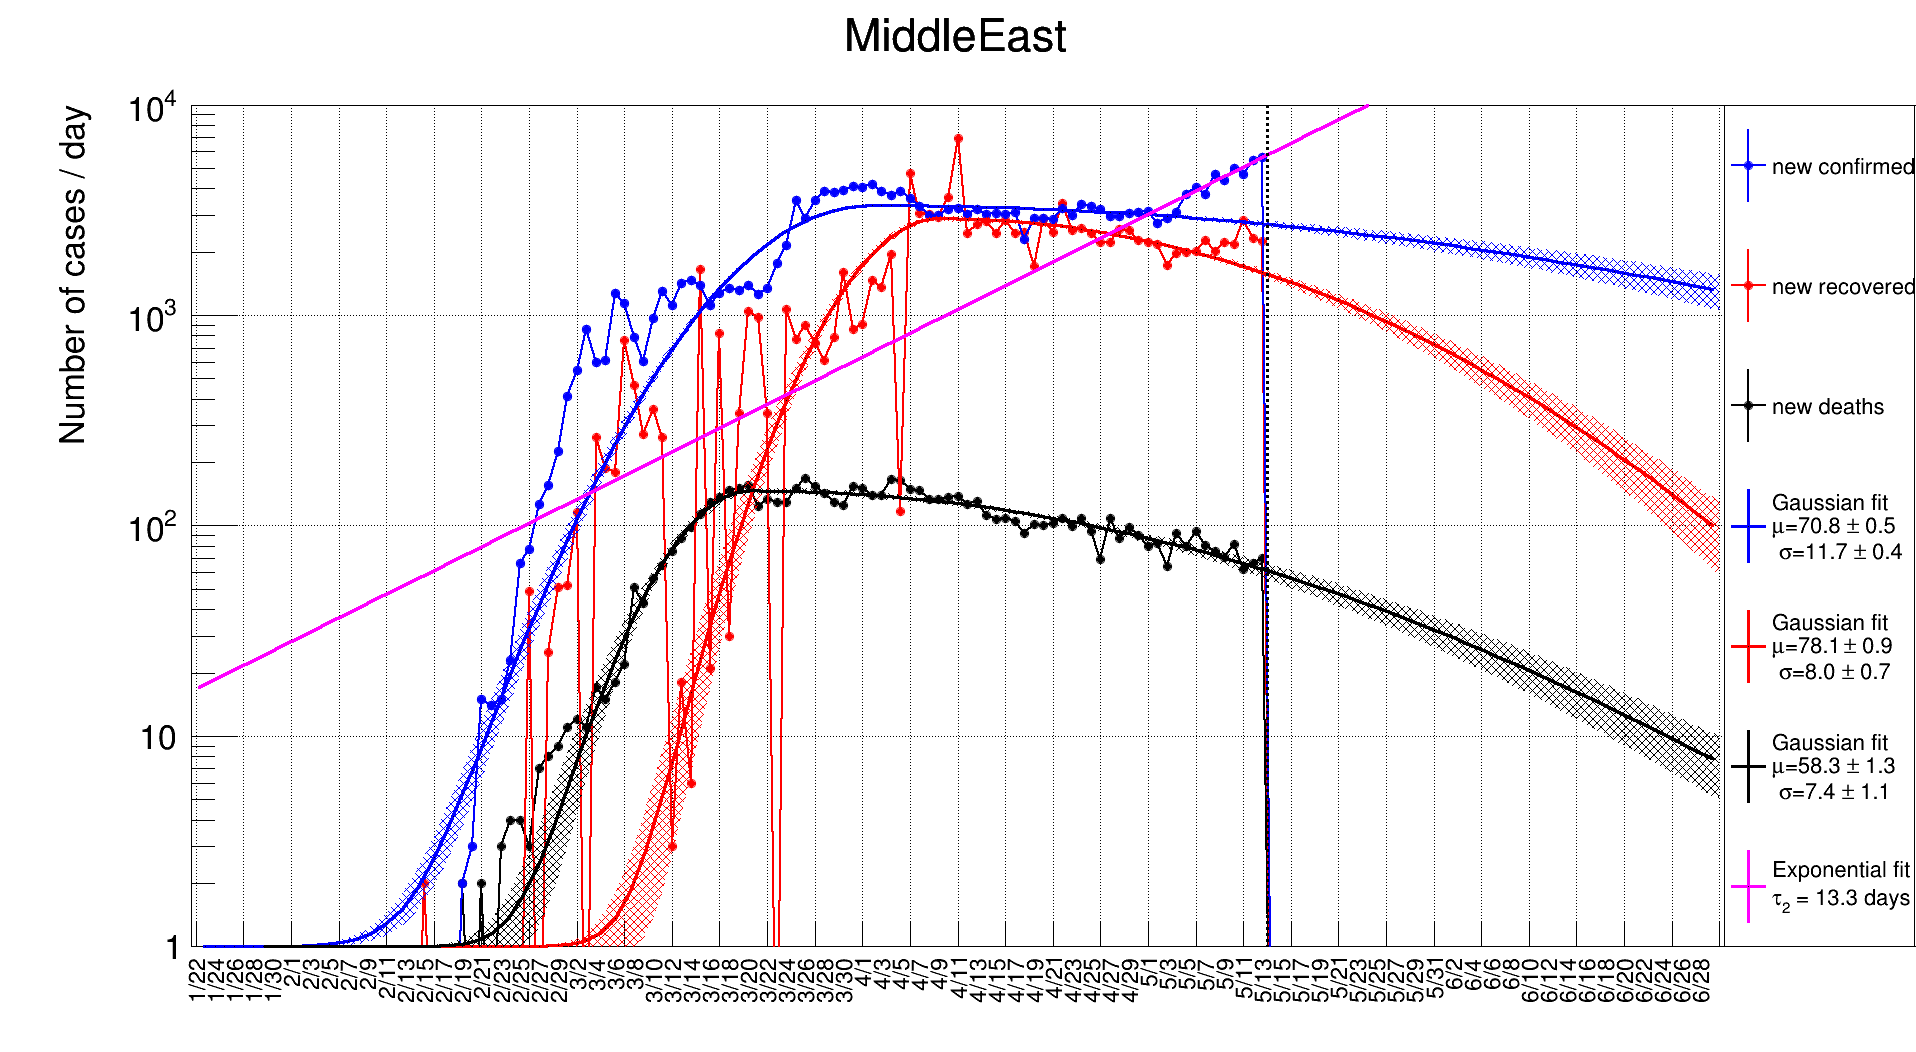 MiddleEast
Number of cases / day
10^4
10^3
10^2
10
1
1/22 1/24 1/26 1/28 1/30 2/1 2/3 2/5 2/7 2/9 2/11 2/13 2/15 2/17 2/19 2/21 2/23 2/25 2/27 2/29 3/2 3/4 3/6 3/8 3/10 3/12 3/14 3/16 3/18 3/20 3/22 3/24 3/26 3/28 3/30 4/1 4/3 4/5 4/7 4/9 4/11 4/13 4/15 4/17 4/19 4/21 4/23 4/25 4/27 4/29 5/1 5/3 5/5 5/7 5/9 5/11 5/13 5/15 5/17 5/19 5/21 5/23 5/25 5/27 5/29 5/31 6/2 6/4 6/6 6/8 6/10 6/12 6/14 6/16 6/18 6/20 6/22 6/24 6/26 6/28
new confirmed
new recovered
new deaths
Gaussian fit
μ=70.8 ± 0.5
σ=11.7 ± 0.4
Gaussian fit
μ=78.1 ± 0.9
σ=8.0 ± 0.7
Gaussian fit
μ=58.3 ± 1.3
σ=7.4 ± 1.1
Exponential fit
τ₂ = 13.3 days